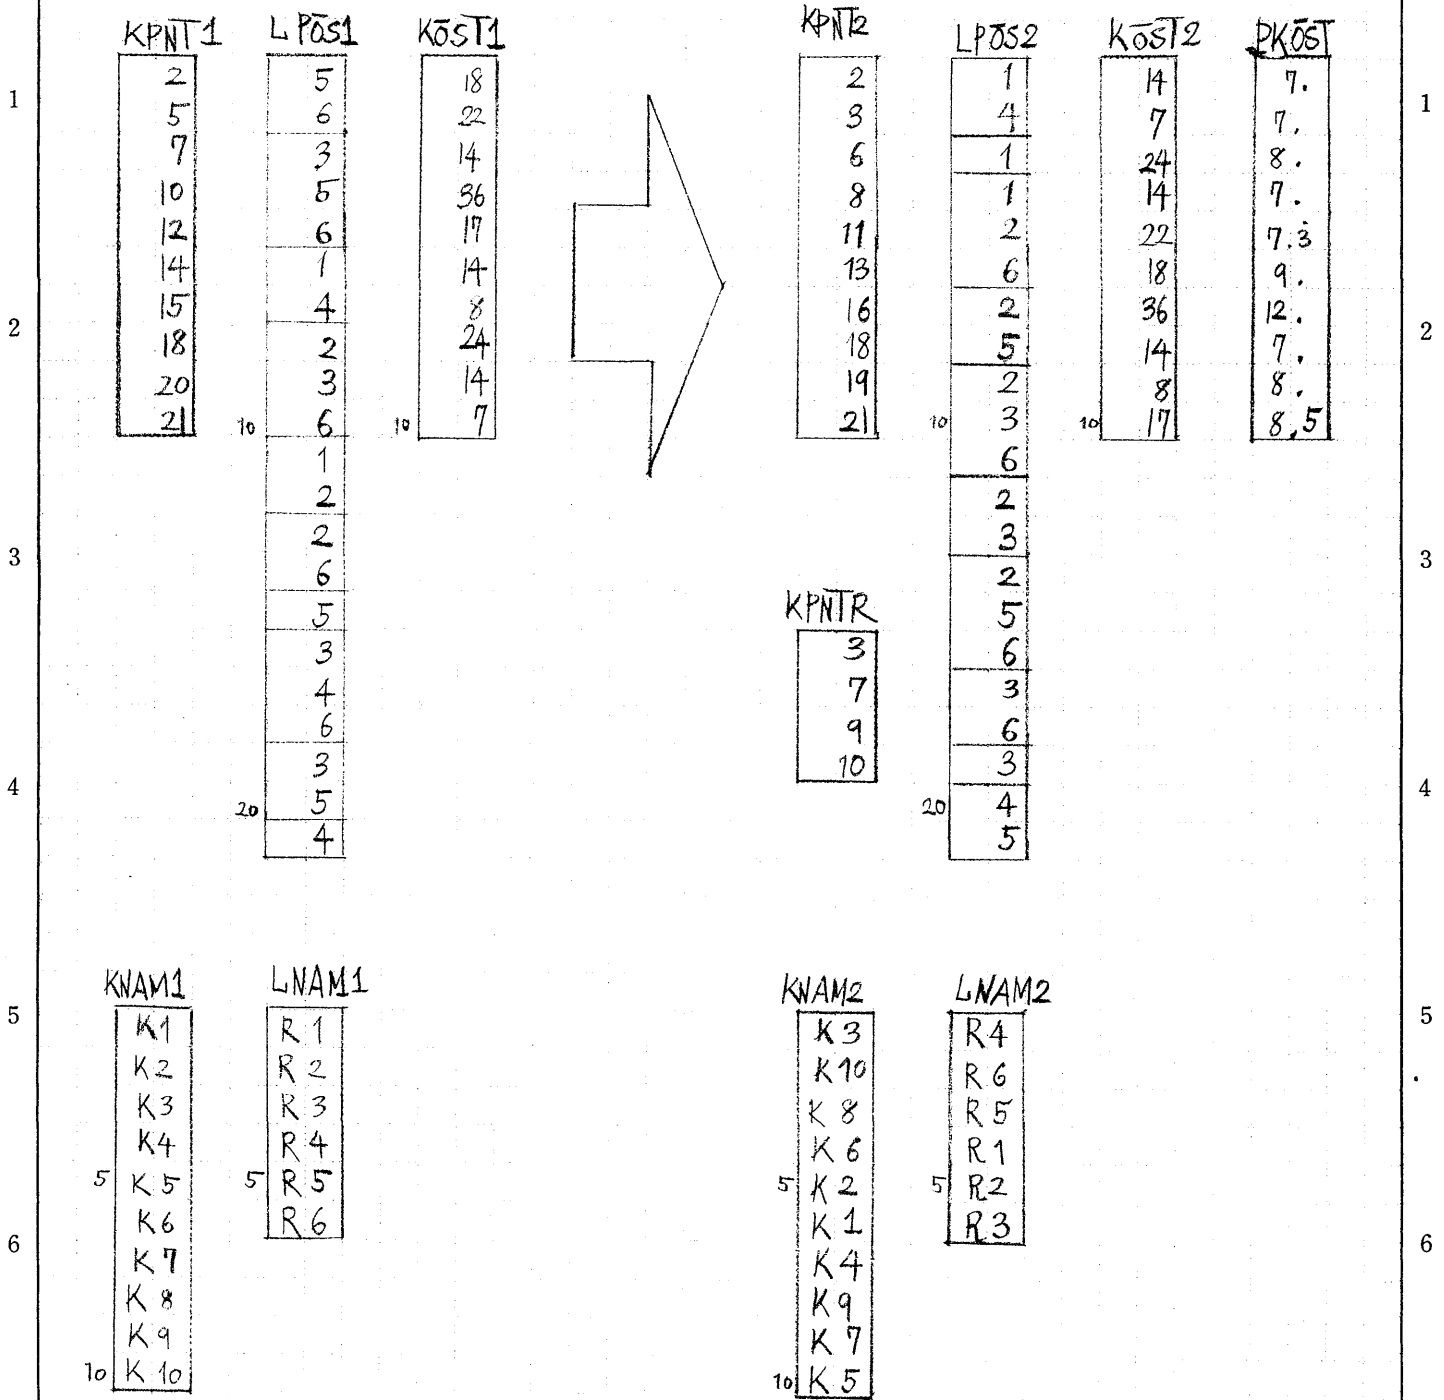 KPNT1 LPŌS1 KŌST1 KPNT2 LPŌS2 KŌST2 PKŌST
2 5 18 2 1 14 7.
1 5 6 22 3 4 7 7. 1
7 3 14 6 1 24 8.
10 5 36 8 1 14 7.
12 6 17 11 2 22 7.3
14 1 14 13 6 18 9.
15 4 8 16 2 36 12.
2 18 2 24 18 5 14 7. 2
20 3 14 19 2 8 8.
21 10 6 10 7 21 10 3 10 17 8.5
1 6
2 2
2 3
3 6 2 3
5 KPNTR 5
3 3 6
4 7 3
6 9 6
3 10 3
4 20 5 20 4 4
4 5
KNAM1 LNAM1 KNAM2 LNAM2
5 K1 R1 K3 R4 5
K2 R2 K10 R6
K3 R3 K8 R5
K4 R4 K6 R1
5 K5 5 R5 5 K2 5 R2
6 K6 R6 K1 R3 6
K7 K4
K8 K9
K9 K7
10 K10 10 K5